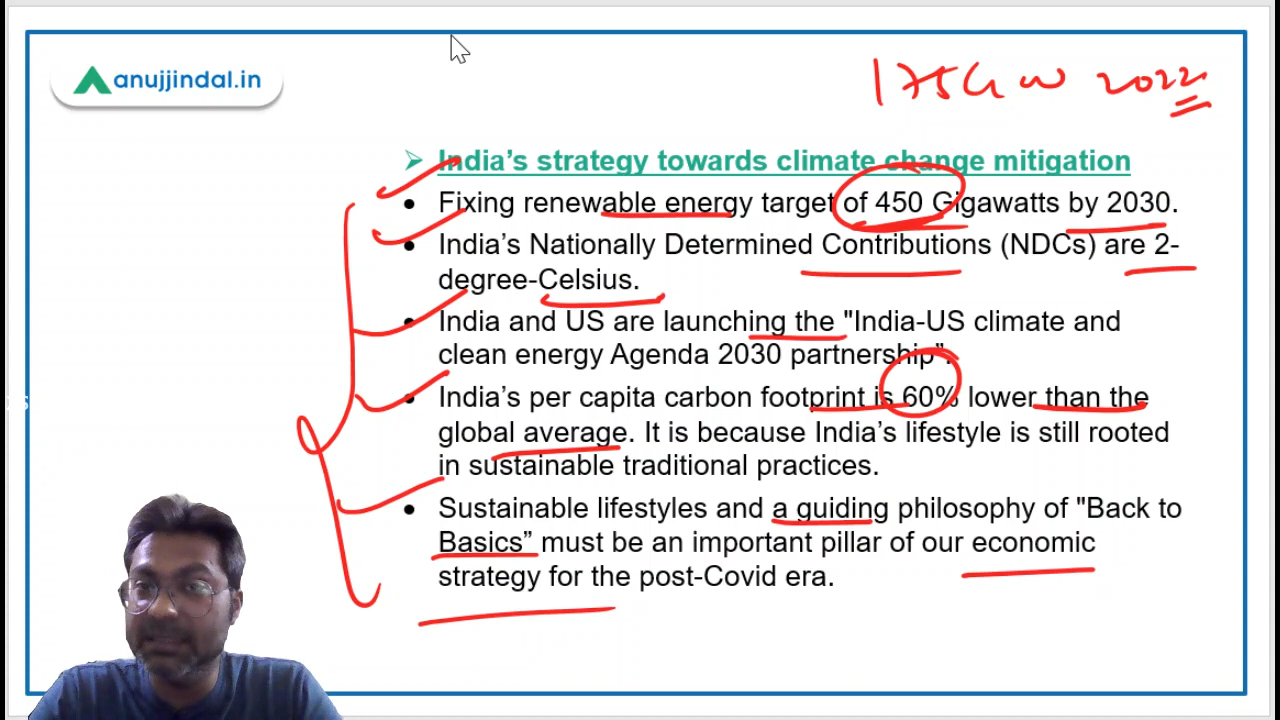 anujjindal.in
175GW 2022
➢ India's strategy towards climate change mitigation
• Fixing renewable energy target of 450 Gigawatts by 2030.
• India's Nationally Determined Contributions (NDCs) are 2-
degree-Celsius.
• India and US are launching the "India-US climate and
clean energy Agenda 2030 partnership”.
• India's per capita carbon footprint is 60% lower than the
global average. It is because India's lifestyle is still rooted
in sustainable traditional practices.
• Sustainable lifestyles and a guiding philosophy of "Back to
Basics” must be an important pillar of our economic
strategy for the post-Covid era.